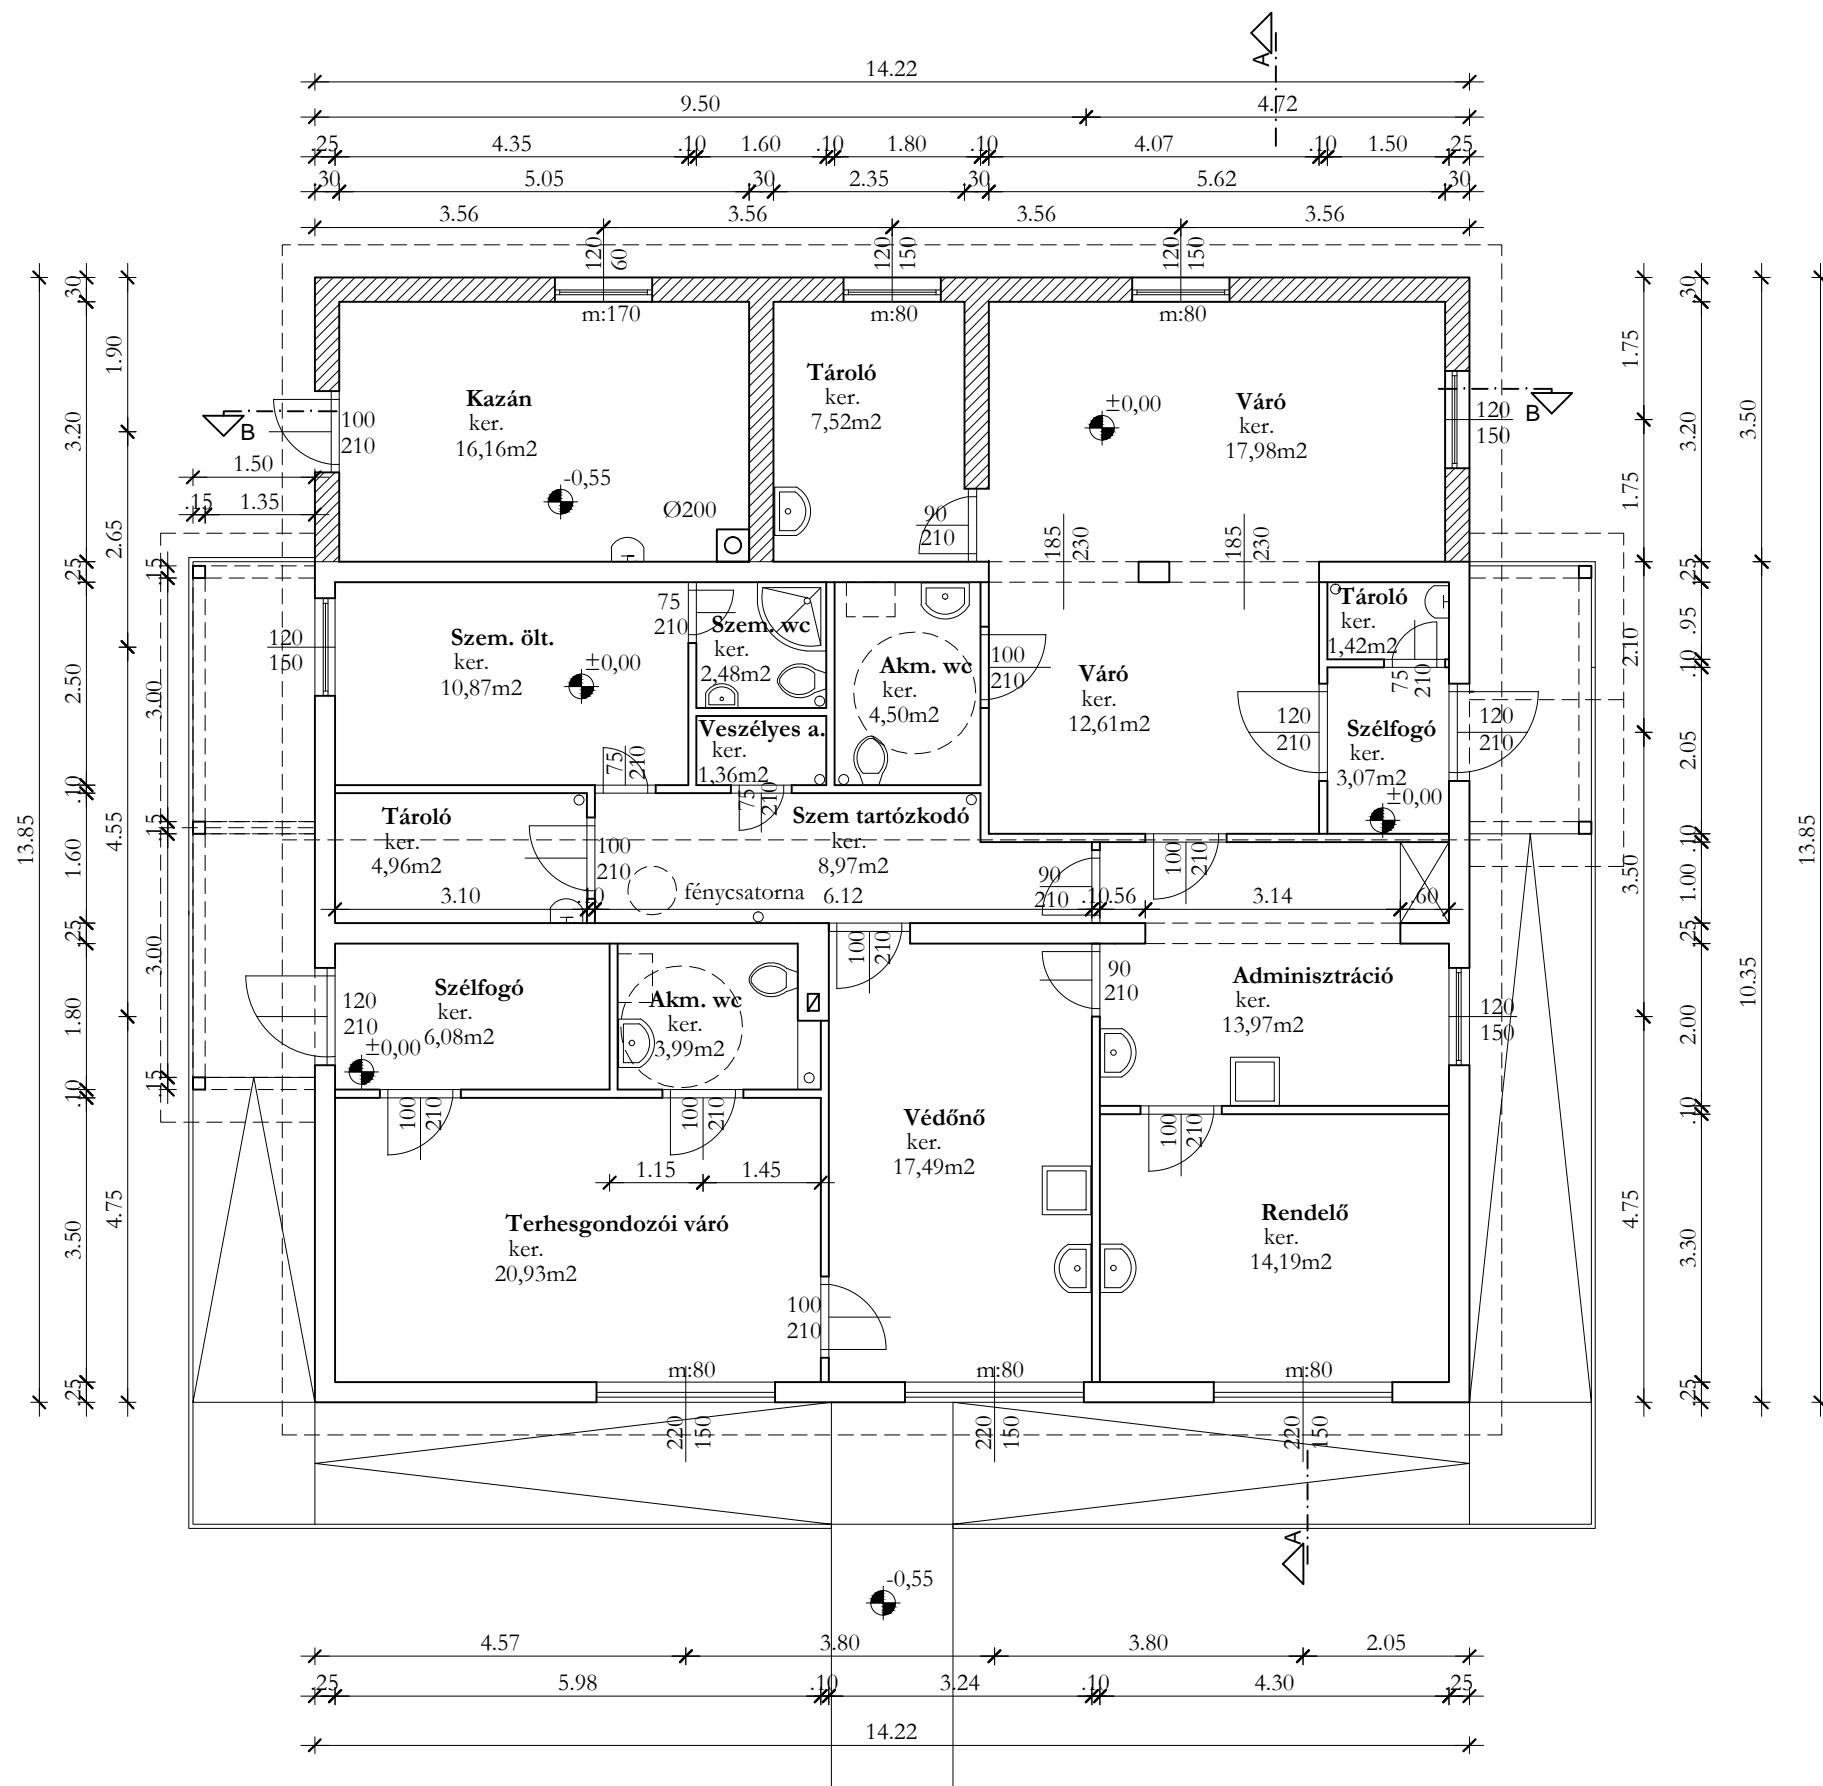 A
14.22
9.50 4.72
.25 4.35 .10 1.60 .10 1.80 .10 4.07 .10 1.50 .25
.30 5.05 .30 2.35 .30 5.62 .30
3.56 3.56 3.56 3.56
120 60 120 150 120 150
m:170 m:80 m:80
Kazán
ker.
16,16m2
-0,55
Ø200
Tároló
ker.
7,52m2
±0,00
Váró
ker.
17,98m2
100
210
B
120
150
B
90
210
185
230
185
230
1.50
.15 1.35
120
150
Szem. ölt.
ker.
10,87m2
±0,00
75
210
Szem. wc
ker.
2,48m2
Akm. wc
ker.
4,50m2
100
210
Váró
ker.
12,61m2
Tároló
ker.
1,42m2
75
210
120
210
Szélfogó
ker.
3,07m2
±0,00
120
210
Veszélyes a.
ker.
1,36m2
75
210
75
210
Tároló
ker.
4,96m2
100
210
Szem tartózkodó
ker.
8,97m2
fénycsatorna
90
210
100
210
3.10 .10 6.12 .10 .56 3.14 .60
120
210
Szélfogó
ker.
6,08m2
±0,00
Akm. wc
ker.
3,99m2
100
210
90
210
Adminisztráció
ker.
13,97m2
120
150
100
210
100
210
100
210
1.15 1.45
Védőnő
ker.
17,49m2
Terhesgondozói váró
ker.
20,93m2
Rendelő
ker.
14,19m2
100
210
m:80 m:80 m:80
220 150 220 150 220 150
A
-0,55
4.57 3.80 3.80 2.05
.25 5.98 .10 3.24 .10 4.30 .25
14.22
13.85
.30
3.20
.25
2.50
.10
1.60
.25
1.80
.10
3.50
.25
1.90
2.65
4.55
4.75
.15
3.00
.15
3.00
.15
1.75
1.75
2.10
3.50
4.75
.30
3.20
.25
.95
.10
2.05
.10
1.00
.25
2.00
.10
3.30
.25
3.50
10.35
13.85